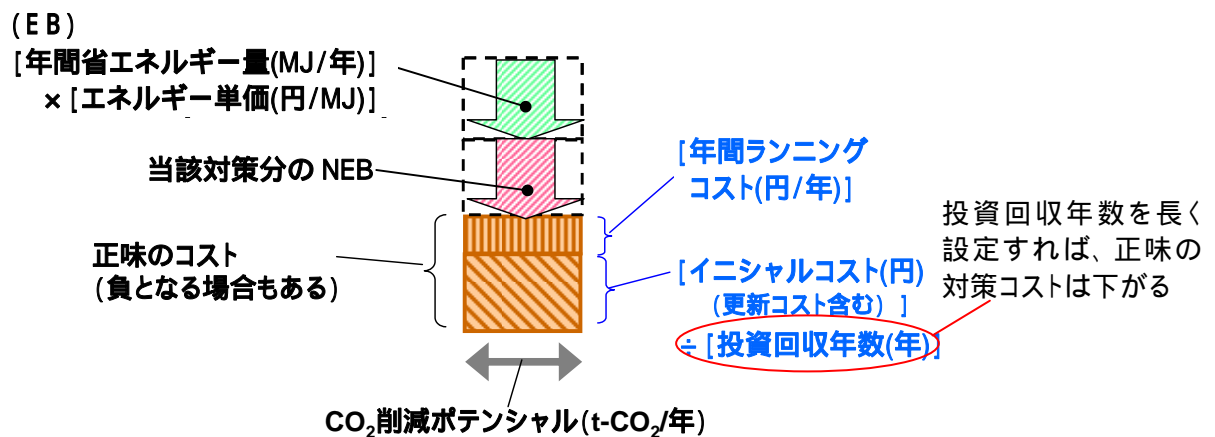 (EB)
[年間省エネルギー量(MJ/年)]
×[エネルギー単価(円/MJ)]
当該対策分の NEB
正味のコスト
(負となる場合もある)
[年間ランニング
コスト(円/年)]
[イニシャルコスト(円)
(更新コスト含む) ]
÷[投資回収年数(年)]
投資回収年数を長く
設定すれば、正味の
対策コストは下がる
CO₂削減ポテンシャル(t-CO₂/年)